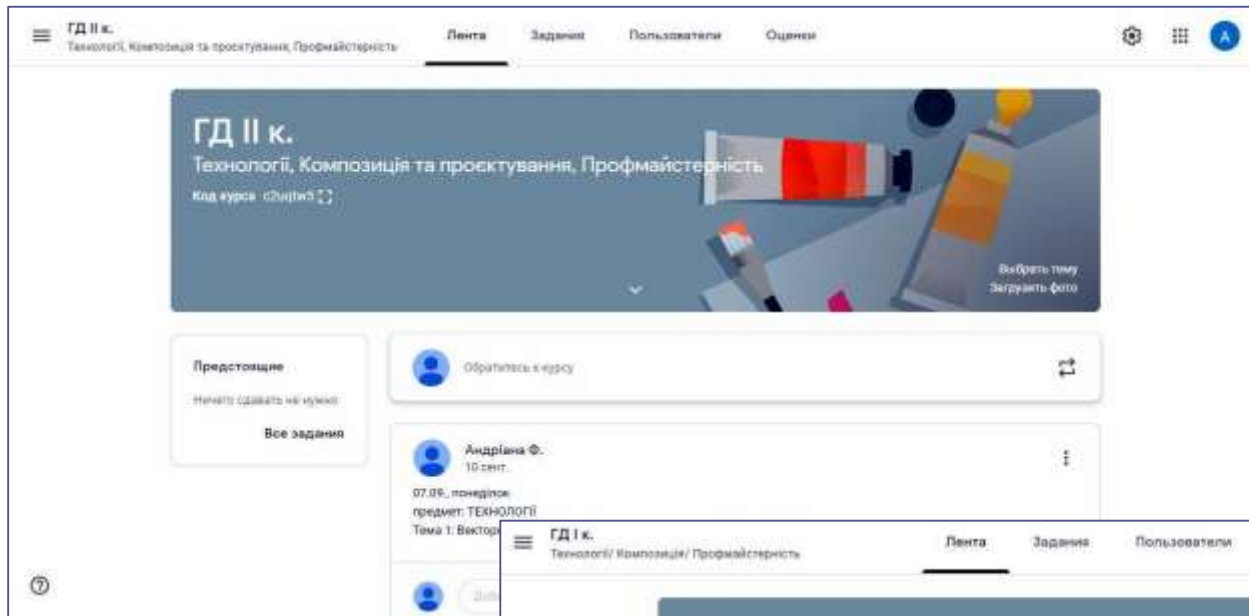 ГД ІІ к.
Технології, Композиція та проєктування, Профмайстерність
Лента Задания Пользователи Оценки
А
ГД ІІ к.
Технології, Композиція та проєктування, Профмайстерність
Код курса
Выбрать тему
Загрузить фото
Предстоящие
Ничего сдавать не нужно
Все задания
Обратитесь к курсу
Андріана Ф.
10 сент.
07.09., понеділок
предмет: ТЕХНОЛОГІЇ
Тема 1:
ГД І к.
Технології/ Композиція/ Профмайстерність
Лента Задания Пользователи